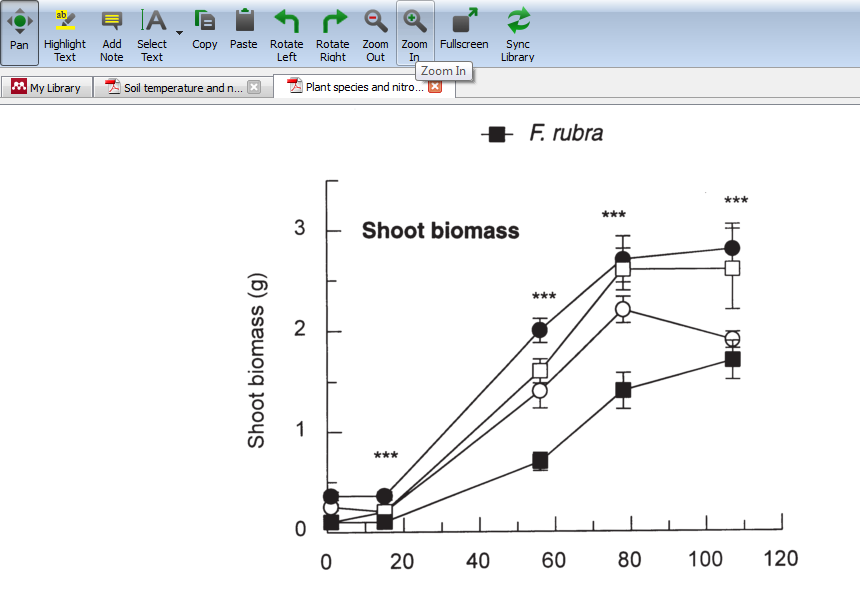 Pan
Highlight Text
Add Note
Select Text
Copy
Paste
Rotate Left
Rotate Right
Zoom Out
Zoom In
Fullscreen
Sync Library
Zoom In
My Library
Soil temperature and n...
Plant species and nitro...
F. rubra
Shoot biomass
Shoot biomass (g)
3
2
1
0
***
***
***
***
0 20 40 60 80 100 120